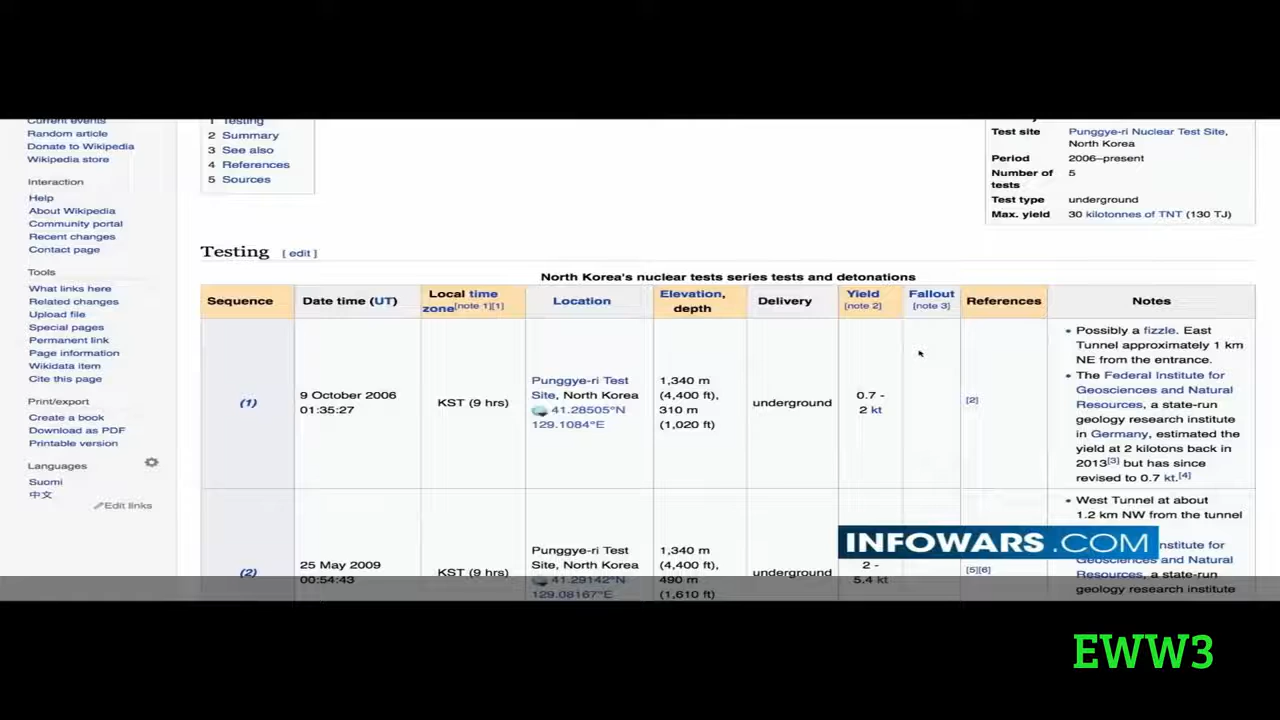 Current events
Random article
Donate to Wikipedia
Wikipedia store
Interaction
Help
About Wikipedia
Community portal
Recent changes
Contact page
Tools
What links here
Related changes
Upload file
Special pages
Permanent link
Page information
Wikidata item
Cite this page
Print/export
Create a book
Download as PDF
Printable version
Languages
Suomi
中文
Edit links
1 Testing
2 Summary
3 See also
4 References
5 Sources
Test site Punggye-ri Nuclear Test Site,
North Korea
Period 2006–present
Number of 5
tests
Test type underground
Max. yield 30 kilotonnes of TNT (130 TJ)
Testing [ edit ]
North Korea's nuclear tests series tests and detonations
Sequence
Date time (UT)
Local time
zone[note 1][1]
Location
Elevation,
depth
Delivery
Yield
[note 2]
Fallout
[note 3]
References
Notes
(1)
9 October 2006
01:35:27
KST (9 hrs)
Punggye-ri Test
Site, North Korea
41.28505°N
129.1084°E
1,340 m
(4,400 ft),
310 m
(1,020 ft)
underground
0.7 -
2 kt
[2]
• Possibly a fizzle. East
Tunnel approximately 1 km
NE from the entrance.
• The Federal Institute for
Geosciences and Natural
Resources, a state-run
geology research institute
in Germany, estimated the
yield at 2 kilotons back in
2013[3] but has since
revised to 0.7 kt.[4]
(2)
25 May 2009
00:54:43
KST (9 hrs)
Punggye-ri Test
Site, North Korea
41.29142°N
129.08167°E
1,340 m
(4,400 ft),
490 m
(1,610 ft)
underground
2 -
5.4 kt
[5][6]
• West Tunnel at about
1.2 km NW from the tunnel
nstitute for
Geosciences and Natural
Resources, a state-run
geology research institute
INFOWARS.COM
EWW3